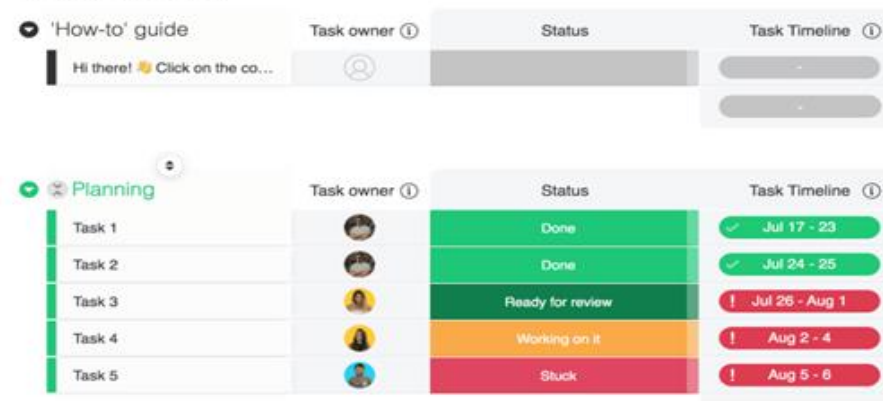 'How-to' guide Task owner Status Task Timeline
Hi there! 👋 Click on the co... -
-
Planning Task owner Status Task Timeline
Task 1 Done Jul 17 - 23
Task 2 Done Jul 24 - 25
Task 3 Ready for review ! Jul 26 - Aug 1
Task 4 Working on it ! Aug 2 - 4
Task 5 Stuck ! Aug 5 - 6